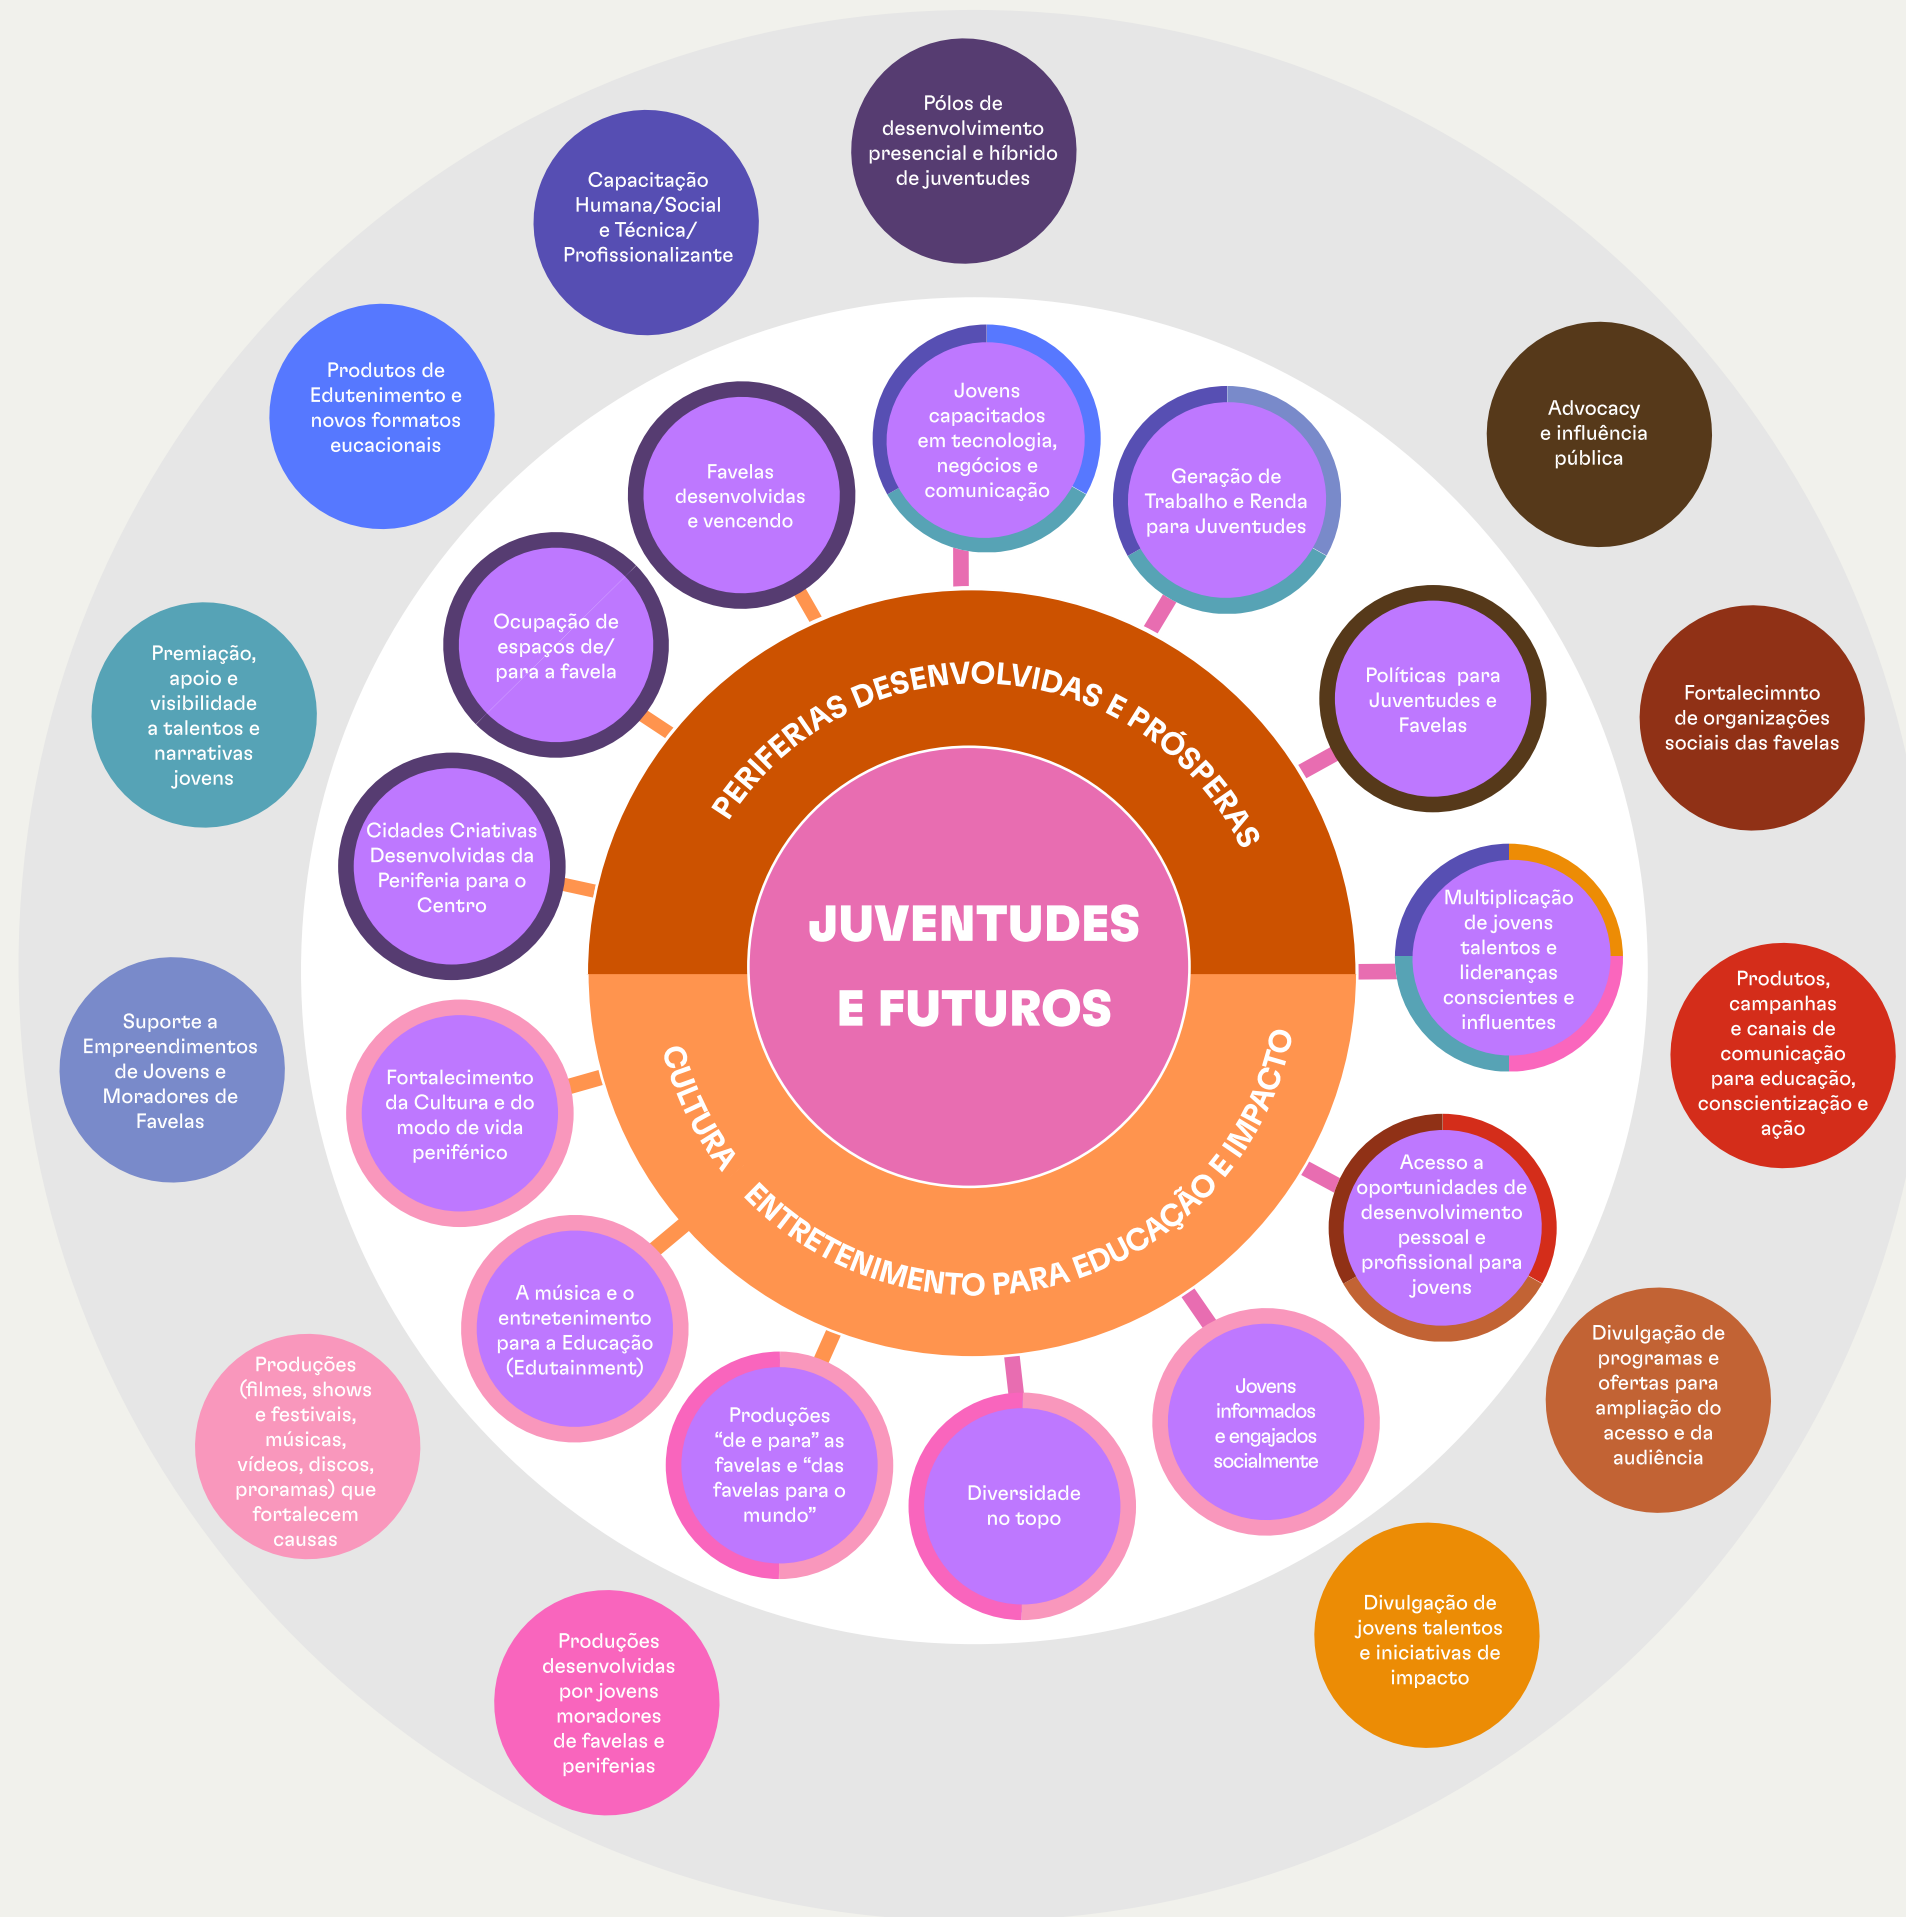 Pólos de
desenvolvimento
presencial e híbrido
de juventudes
Capacitação
Humana/Social
e Técnica/
Profissionalizante
Produtos de
Edutenimento e
novos formatos
eucacionais
Advocacy
e influência
pública
Premiação,
apoio e
visibilidade
a talentos e
narrativas
jovens
Fortalecimnto
de organizações
sociais das favelas
Suporte a
Empreendimentos
de Jovens e
Moradores de
Favelas
Produtos,
campanhas
e canais de
comunicação
para educação,
conscientização e
ação
Produções
(filmes, shows
e festivais,
músicas,
vídeos, discos,
proramas) que
fortalecem
causas
Divulgação de
programas e
ofertas para
ampliação do
acesso e da
audiência
Produções
desenvolvidas
por jovens
moradores
de favelas e
periferias
Divulgação de
jovens talentos
e iniciativas de
impacto
Jovens
capacitados
em tecnologia,
negócios e
comunicação
Geração de
Trabalho e Renda
para Juventudes
Favelas
desenvolvidas
e vencendo
Ocupação de
espaços de/
para a favela
Políticas  para
Juventudes e
Favelas
Cidades Criativas
Desenvolvidas da
Periferia para o
Centro
Multiplicação
de jovens
talentos e
lideranças
conscientes e
influentes
Fortalecimento
da Cultura e do
modo de vida
periférico
Acesso a
oportunidades de
desenvolvimento
pessoal e
profissional para
jovens
A música e o
entretenimento
para a Educação
(Edutainment)
Jovens
informados
e engajados
socialmente
Produções
“de e para” as
favelas e “das
favelas para o
mundo”
Diversidade
no topo
PERIFERIAS DESENVOLVIDAS E PRÓSPERAS
JUVENTUDES
E FUTUROS
CULTURA ENTRETENIMENTO PARA EDUCAÇÃO E IMPACTO